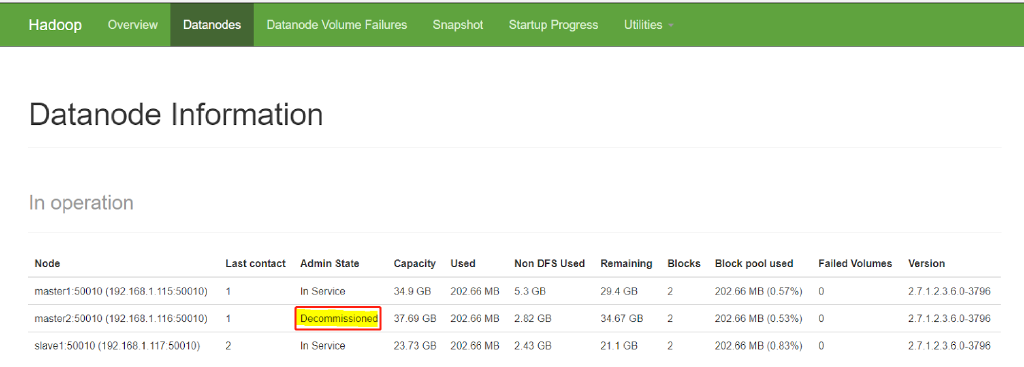 Hadoop Overview Datanodes Datanode Volume Failures Snapshot Startup Progress Utilities
Datanode Information
In operation
Node Last contact Admin State Capacity Used Non DFS Used Remaining Blocks Block pool used Failed Volumes Version
master1:50010 (192.168.1.115:50010) 1 In Service 34.9 GB 202.66 MB 5.3 GB 29.4 GB 2 202.66 MB (0.57%) 0 2.7.1.2.3.6.0-3796
master2:50010 (192.168.1.116:50010) 1 Decommissioned 37.69 GB 202.66 MB 2.82 GB 34.67 GB 2 202.66 MB (0.53%) 0 2.7.1.2.3.6.0-3796
slave1:50010 (192.168.1.117:50010) 2 In Service 23.73 GB 202.66 MB 2.43 GB 21.1 GB 2 202.66 MB (0.83%) 0 2.7.1.2.3.6.0-3796